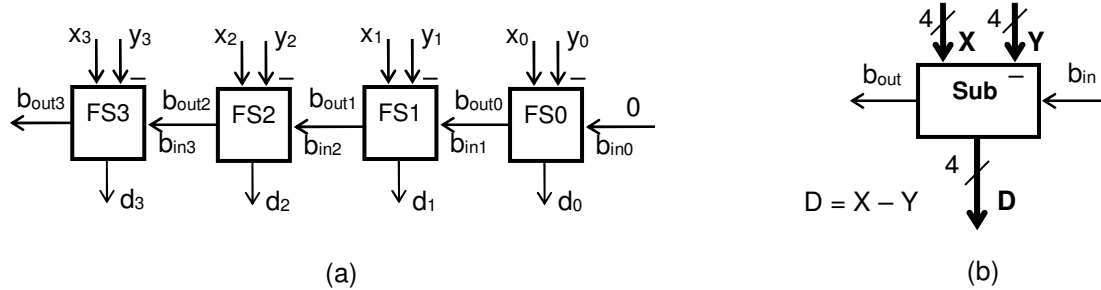 x3 y3 x2 y2 x1 y1 x0 y0
– – – –
bout3 FS3 bout2 FS2 bout1 FS1 bout0 FS0 0
bin3 bin2 bin1 bin0
d3 d2 d1 d0
(a)
4 4
X Y
bout Sub – bin
4
D = X – Y D
(b)